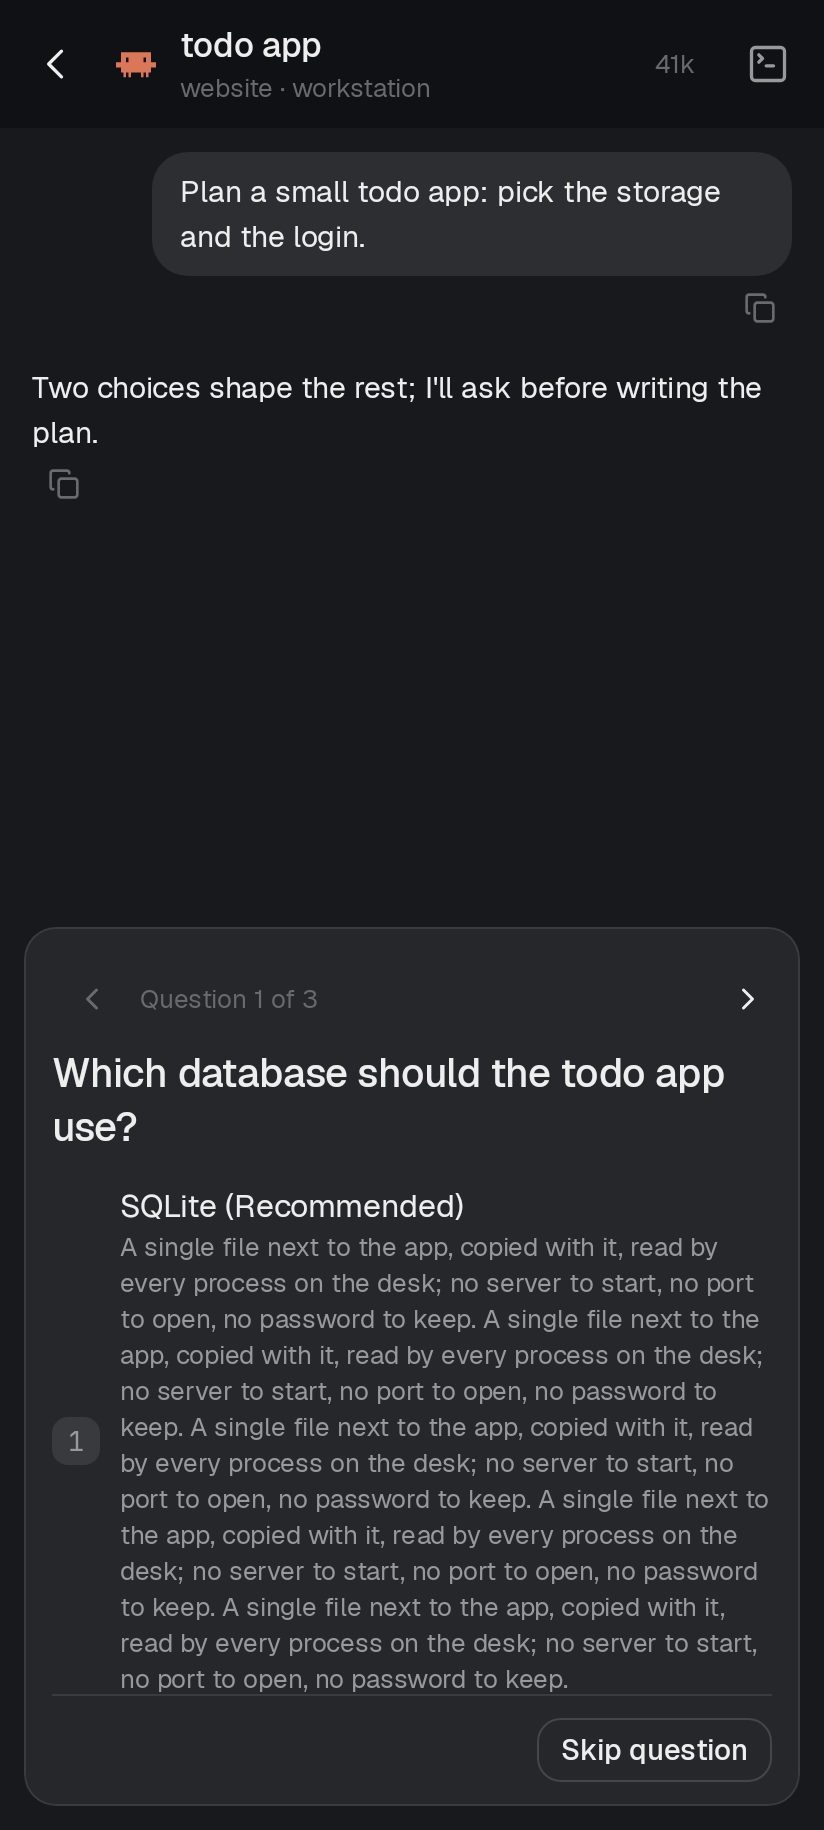 todo app
website · workstation
41k
Plan a small todo app: pick the storage
and the login.
Two choices shape the rest; I'll ask before writing the
plan.
Question 1 of 3
Which database should the todo app
use?
SQLite (Recommended)
A single file next to the app, copied with it, read by
every process on the desk; no server to start, no port
to open, no password to keep. A single file next to the
app, copied with it, read by every process on the desk;
no server to start, no port to open, no password to
keep. A single file next to the app, copied with it, read
1
by every process on the desk; no server to start, no
port to open, no password to keep. A single file next to
the app, copied with it, read by every process on the
desk; no server to start, no port to open, no password
to keep. A single file next to the app, copied with it,
read by every process on the desk; no server to start,
no port to open, no password to keep.
Skip question